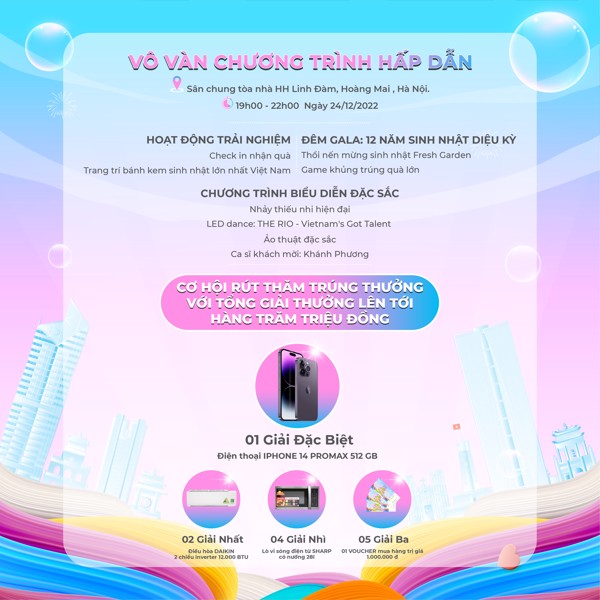 VÔ VÀN CHƯƠNG TRÌNH HẤP DẪN
Sân chung tòa nhà HH Linh Đàm, Hoàng Mai , Hà Nội.
19h00 - 22h00 Ngày 24/12/2022
HOẠT ĐỘNG TRẢI NGHIỆM
Check in nhận quà
Trang trí bánh kem sinh nhật lớn nhất Việt Nam
ĐÊM GALA: 12 NĂM SINH NHẬT DIỆU KỲ
Thổi nến mừng sinh nhật Fresh Garden
Game khủng trúng quà lớn
CHƯƠNG TRÌNH BIỂU DIỄN ĐẶC SẮC
Nhảy thiếu nhi hiện đại
LED dance: THE RIO - Vietnam's Got Talent
Ảo thuật đặc sắc
Ca sĩ khách mời: Khánh Phương
CƠ HỘI RÚT THĂM TRÚNG THƯỞNG
VỚI TỔNG GIẢI THƯỞNG LÊN TỚI
HÀNG TRĂM TRIỆU ĐỒNG
01 Giải Đặc Biệt
Điện thoại IPHONE 14 PROMAX 512 GB
02 Giải Nhất
Điều hòa DAIKIN
2 chiều Inverter 12.000 BTU
04 Giải Nhì
Lò vi sóng điện tử SHARP
có nướng 28l
05 Giải Ba
01 VOUCHER mua hàng trị giá
1.000.000 đ